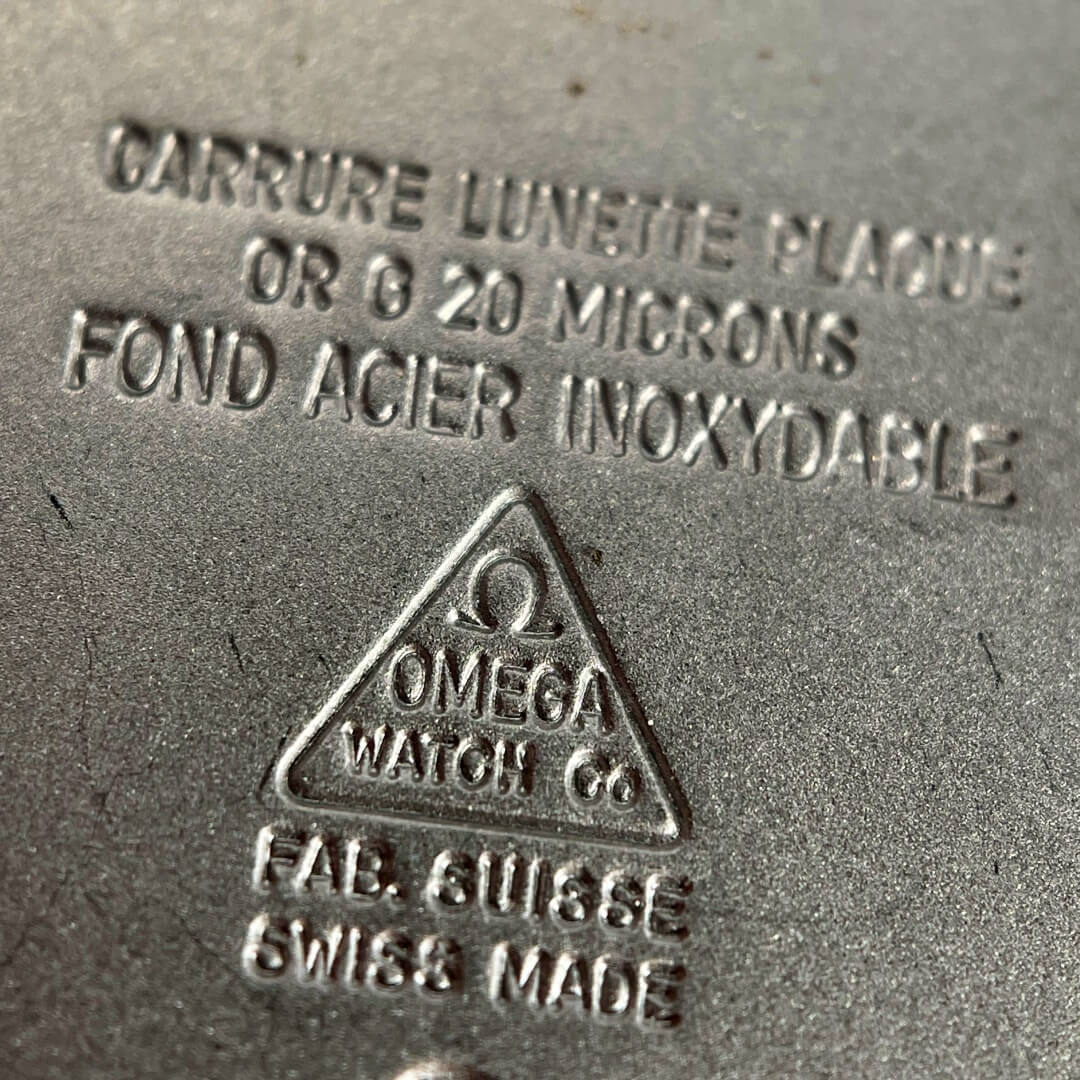 CARRURE LUNETTE PLAQUE
OR G 20 MICRONS
FOND ACIER INOXYDABLE
Ω
OMEGA
WATCH Co
FAB. SUISSE
SWISS MADE